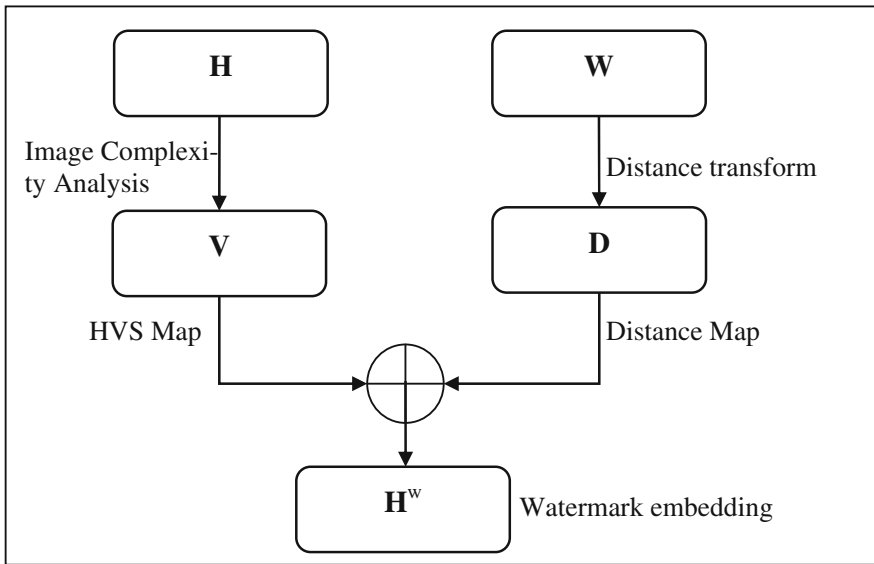 H
W
Image Complexi-
ty Analysis
Distance transform
V
D
HVS Map
Distance Map
H^w
Watermark embedding